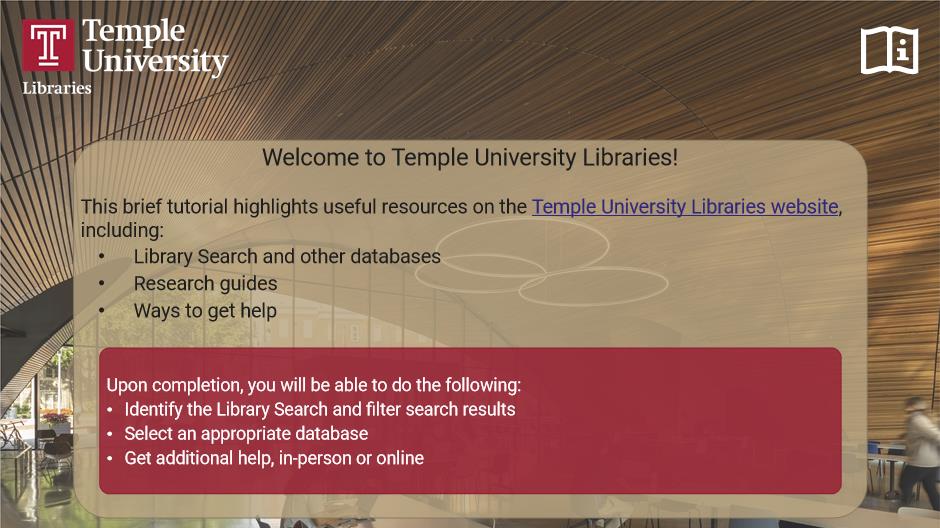 Temple
University
Libraries
Welcome to Temple University Libraries!
This brief tutorial highlights useful resources on the Temple University Libraries website,
including:
• Library Search and other databases
• Research guides
• Ways to get help
Upon completion, you will be able to do the following:
• Identify the Library Search and filter search results
• Select an appropriate database
• Get additional help, in-person or online